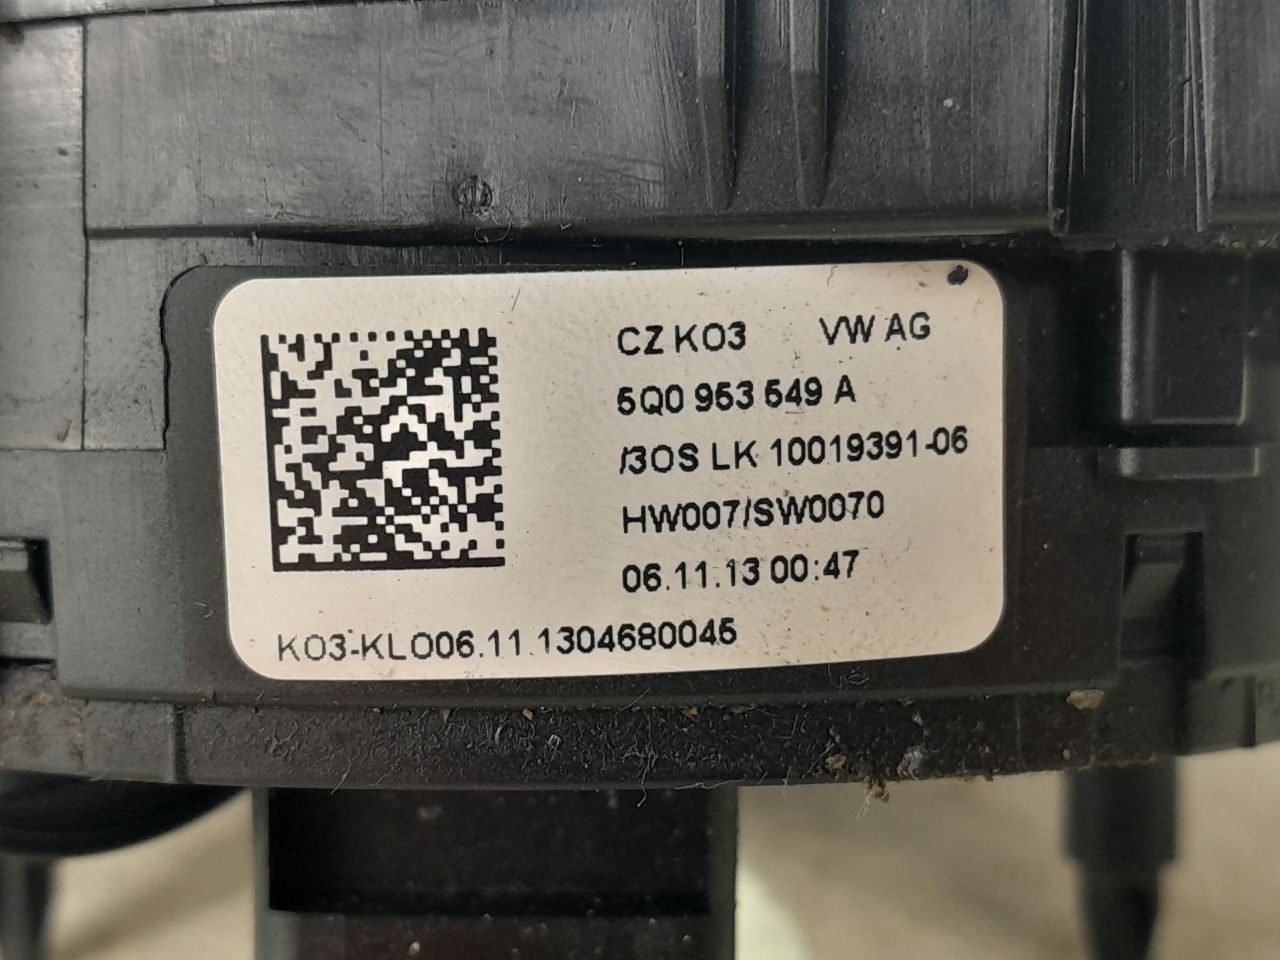 CZ K03 VW AG
5Q0 953 549 A
/3OS LK 10019391-06
HW007/SW0070
06.11.13 00:47
K03-KLO06.11.1304680045